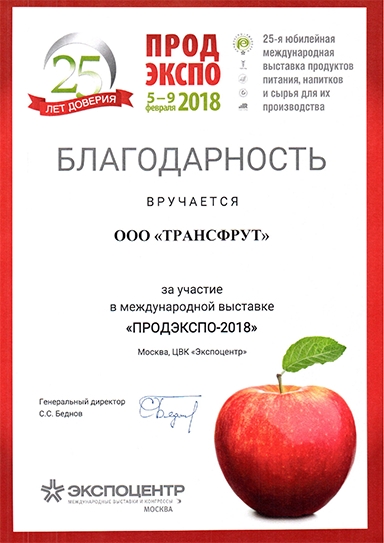 25
ЛЕТ ДОВЕРИЯ
ПРОД
ЭКСПО
5–9
февраля 2018
25-я юбилейная
международная
выставка продуктов
питания, напитков
и сырья для их
производства
БЛАГОДАРНОСТЬ
ВРУЧАЕТСЯ
ООО «ТРАНСФРУТ»
за участие
в международной выставке
«ПРОДЭКСПО-2018»
Москва, ЦВК «Экспоцентр»
Генеральный директор
С.С. Беднов
ЭКСПОЦЕНТР
МЕЖДУНАРОДНЫЕ ВЫСТАВКИ И КОНГРЕССЫ
МОСКВА